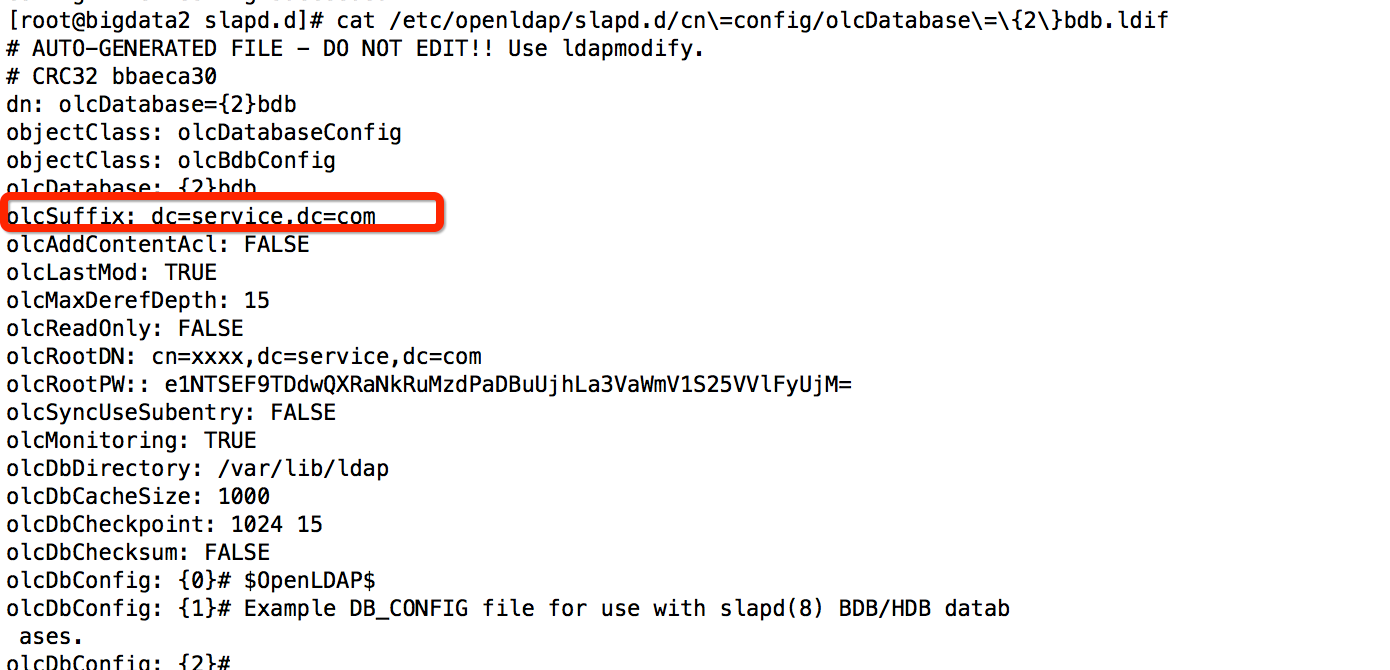 [root@bigdata2 slapd.d]# cat /etc/openldap/slapd.d/cn\=config/olcDatabase\=\{2\}bdb.ldif
# AUTO-GENERATED FILE - DO NOT EDIT!! Use ldapmodify.
# CRC32 bbaeca30
dn: olcDatabase={2}bdb
objectClass: olcDatabaseConfig
objectClass: olcBdbConfig
olcDatabase: {2}bdb
olcSuffix: dc=service,dc=com
olcAddContentAcl: FALSE
olcLastMod: TRUE
olcMaxDerefDepth: 15
olcReadOnly: FALSE
olcRootDN: cn=xxxx,dc=service,dc=com
olcRootPW:: e1NTSEF9TDdwQXRaNkRuMzdPaDBuUjhLa3VaWmV1S25VVlFyUjM=
olcSyncUseSubentry: FALSE
olcMonitoring: TRUE
olcDbDirectory: /var/lib/ldap
olcDbCacheSize: 1000
olcDbCheckpoint: 1024 15
olcDbChecksum: FALSE
olcDbConfig: {0}# $OpenLDAP$
olcDbConfig: {1}# Example DB_CONFIG file for use with slapd(8) BDB/HDB datab
 ases.
olcDbConfig: {2}#